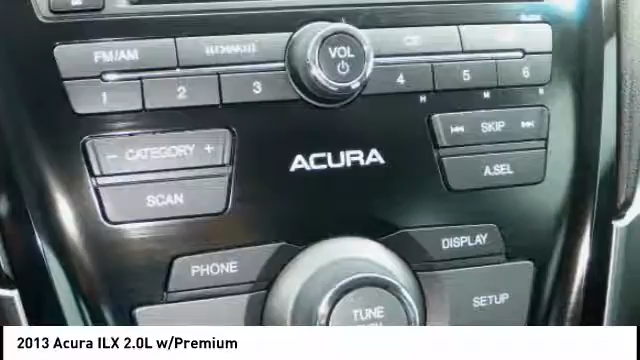 FM/AM VOL
1 2 3 4 5 6
H M S
− CATEGORY + ACURA SKIP
SCAN A.SEL
PHONE DISPLAY
TUNE SETUP
2013 Acura ILX 2.0L w/Premium